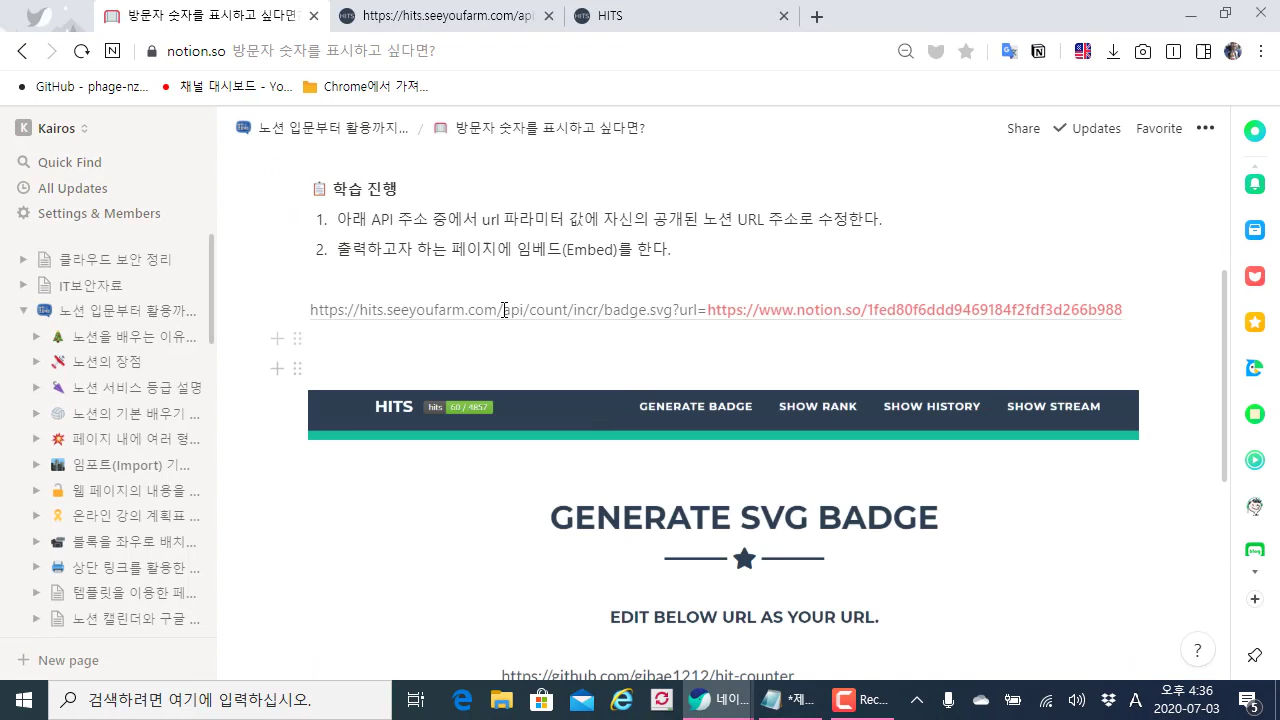 방문자 숫자를 표시하고 싶다면?
https://hits.seeyoufarm.com/api
HITS
notion.so 방문자 숫자를 표시하고 싶다면?
GitHub - phage-nz...
채널 대시보드 - Yo...
Chrome에서 가져...
K Kairos
노션 입문부터 활용까지... / 방문자 숫자를 표시하고 싶다면?
Share
Updates
Favorite
•••
Quick Find
All Updates
Settings & Members
클라우드 보안 정리
IT보안자료
노션 입문부터 활용까...
노션을 배우는 이유...
노션의 장점
노션 서비스 등급 설명
노션의 기본 배우기 ...
페이지 내에 여러 형...
임포트(Import) 기...
웹 페이지의 내용을 ...
온라인 강의 계획표 ...
블록을 좌우로 배치...
상단 링크를 활용한 ...
템플릿을 이용한 페...
노션 캘린더와 구글 ...
+ New page
학습 진행
1. 아래 API 주소 중에서 url 파라미터 값에 자신의 공개된 노션 URL 주소로 수정한다.
2. 출력하고자 하는 페이지에 임베드(Embed)를 한다.
https://hits.seeyoufarm.com/api/count/incr/badge.svg?url=https://www.notion.so/1fed80f6ddd9469184f2fdf3d266b988
HITS
hits 60 / 4857
GENERATE BADGE
SHOW RANK
SHOW HISTORY
SHOW STREAM
GENERATE SVG BADGE
EDIT BELOW URL AS YOUR URL.
https://github.com/gjbae1212/hit-counter
?
blog
검색하려면 여기에 입력하십시오.
네이...
*제...
Rec...
A
오후 4:36
2020-07-03
5